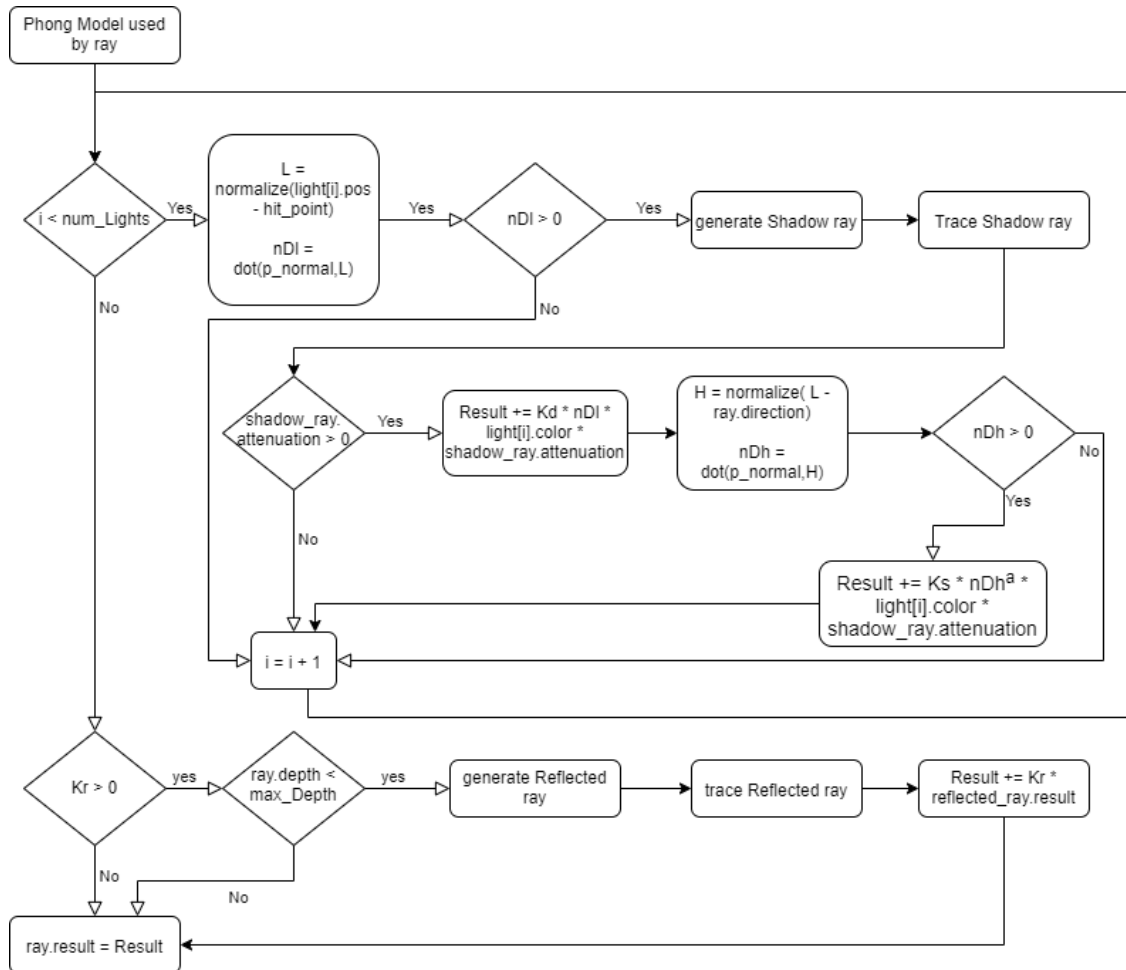 Phong Model used
by ray
i < num_Lights
Yes
L =
normalize(light[i].pos
- hit_point)
nDl =
dot(p_normal,L)
Yes
nDl > 0
Yes
generate Shadow ray
Trace Shadow ray
No
No
shadow_ray.
attenuation > 0
Yes
Result += Kd * nDl *
light[i].color *
shadow_ray.attenuation
H = normalize( L -
ray.direction)
nDh =
dot(p_normal,H)
nDh > 0
No
Yes
No
Result += Ks * nDhᵃ *
light[i].color *
shadow_ray.attenuation
i = i + 1
Kr > 0
yes
ray.depth <
max_Depth
yes
generate Reflected
ray
trace Reflected ray
Result += Kr *
reflected_ray.result
No
No
ray.result = Result